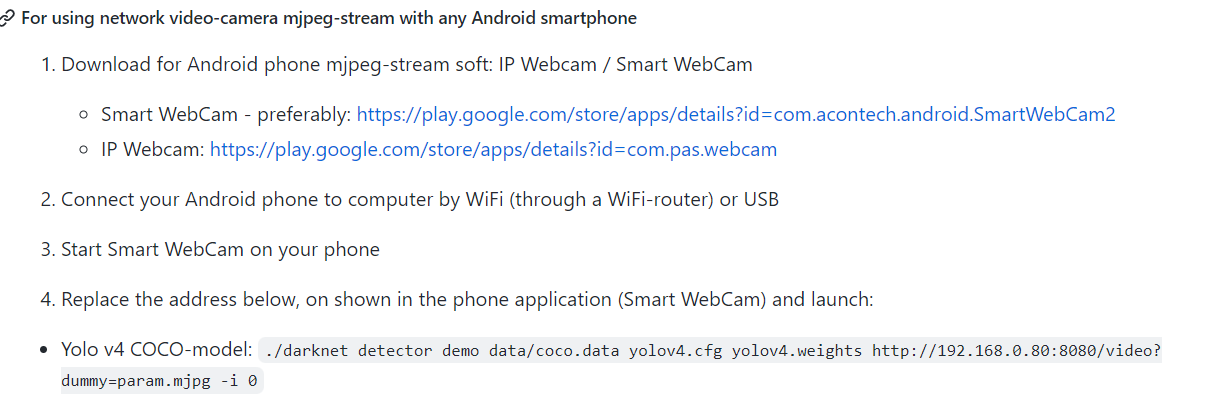 For using network video-camera mjpeg-stream with any Android smartphone
1. Download for Android phone mjpeg-stream soft: IP Webcam / Smart WebCam
○ Smart WebCam - preferably: https://play.google.com/store/apps/details?id=com.acontech.android.SmartWebCam2
○ IP Webcam: https://play.google.com/store/apps/details?id=com.pas.webcam
2. Connect your Android phone to computer by WiFi (through a WiFi-router) or USB
3. Start Smart WebCam on your phone
4. Replace the address below, on shown in the phone application (Smart WebCam) and launch:
• Yolo v4 COCO-model: ./darknet detector demo data/coco.data yolov4.cfg yolov4.weights http://192.168.0.80:8080/video?
dummy=param.mjpg -i 0